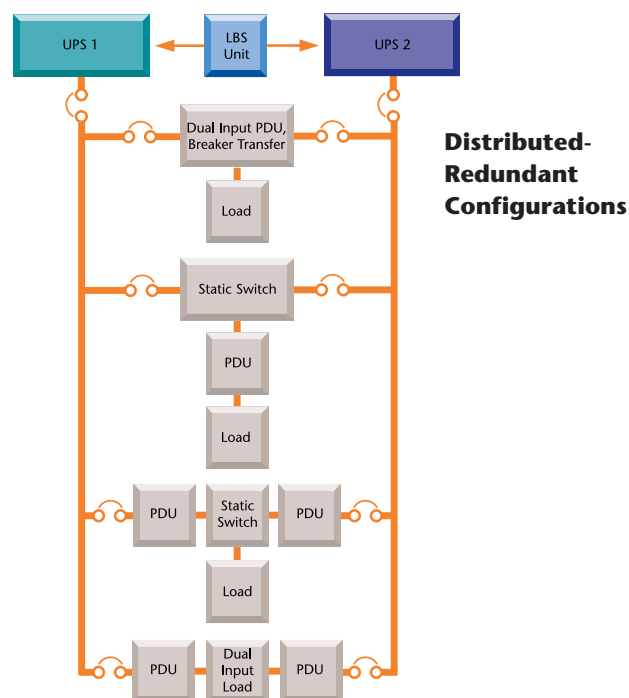 UPS 1
LBS
Unit
UPS 2
Dual Input PDU,
Breaker Transfer
Distributed-
Redundant
Configurations
Load
Static Switch
PDU
Load
PDU
Static
Switch
PDU
Load
PDU
Dual
Input
Load
PDU